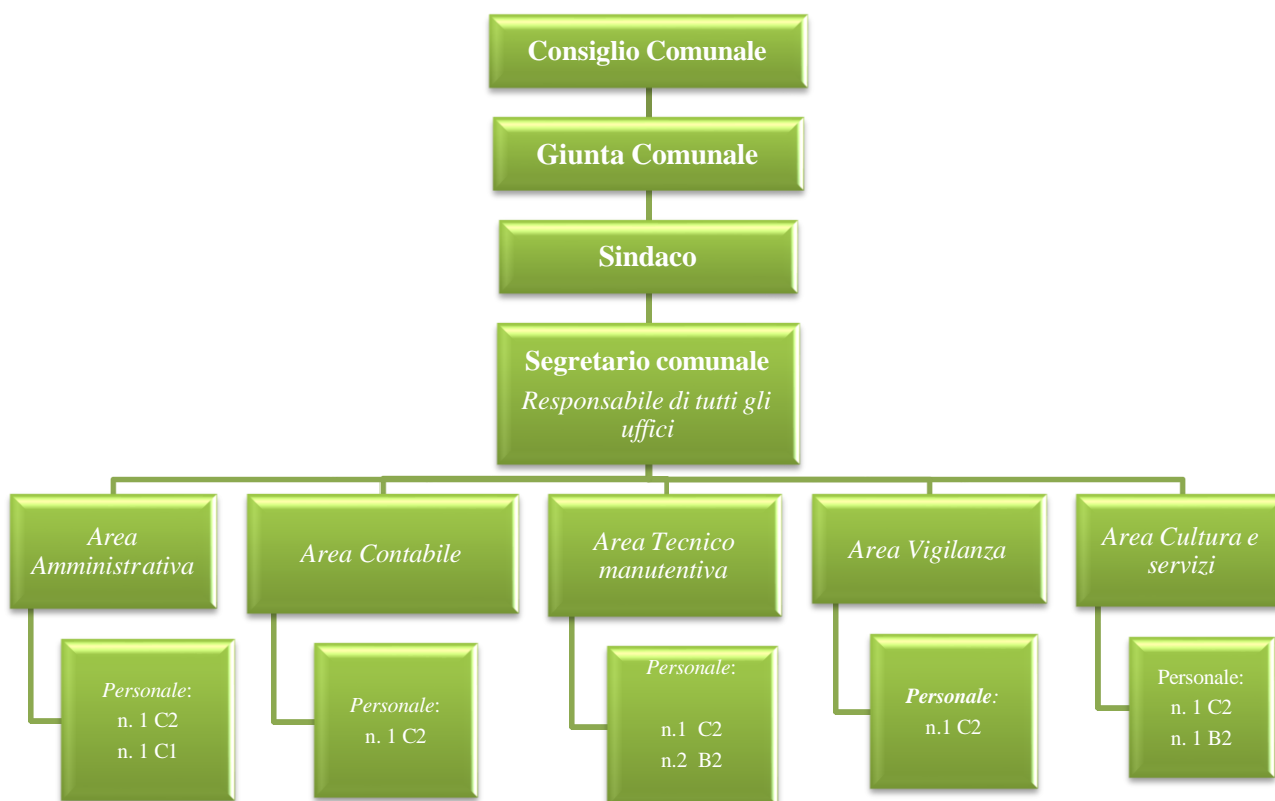 Consiglio Comunale
Giunta Comunale
Sindaco
Segretario comunale
Responsabile di tutti gli
uffici
Area
Amministrativa
Area Contabile
Area Tecnico
manutentiva
Area Vigilanza
Area Cultura e
servizi
Personale:
n. 1 C2
n. 1 C1
Personale:
n. 1 C2
Personale:
n.1 C2
n.2 B2
Personale:
n.1 C2
Personale:
n. 1 C2
n. 1 B2